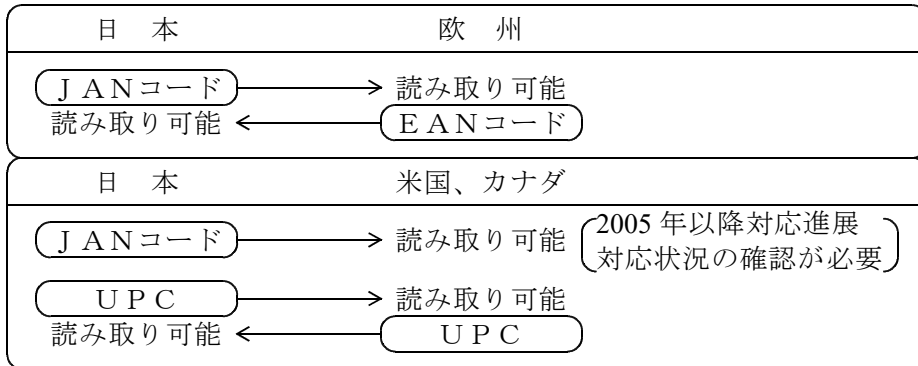 日　本　　　　　欧　州
ＪＡＮコード　読み取り可能
読み取り可能　ＥＡＮコード
日　本　　　　米国、カナダ
ＪＡＮコード　読み取り可能　2005 年以降対応進展
対応状況の確認が必要
ＵＰＣ　読み取り可能
読み取り可能　ＵＰＣ